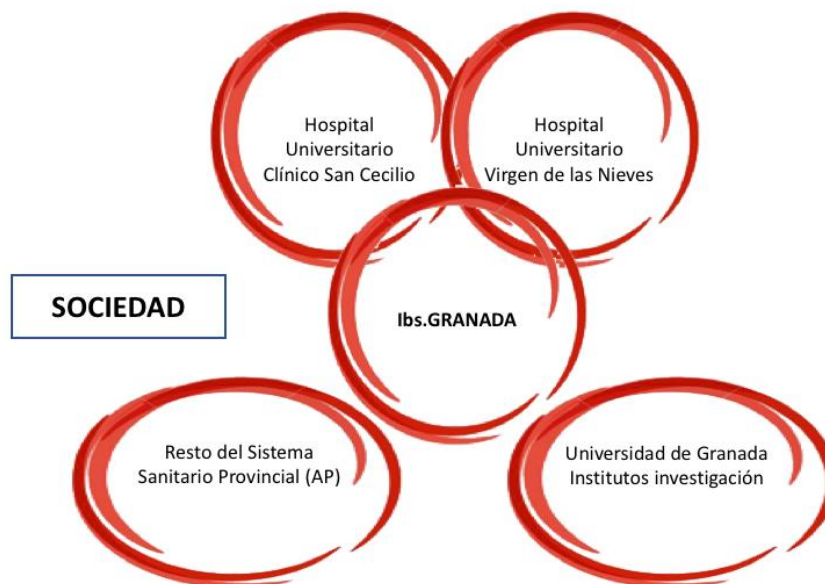 Hospital
Universitario
Clínico San Cecilio
Hospital
Universitario
Virgen de las Nieves
SOCIEDAD
Ibs.GRANADA
Resto del Sistema
Sanitario Provincial (AP)
Universidad de Granada
Institutos investigación